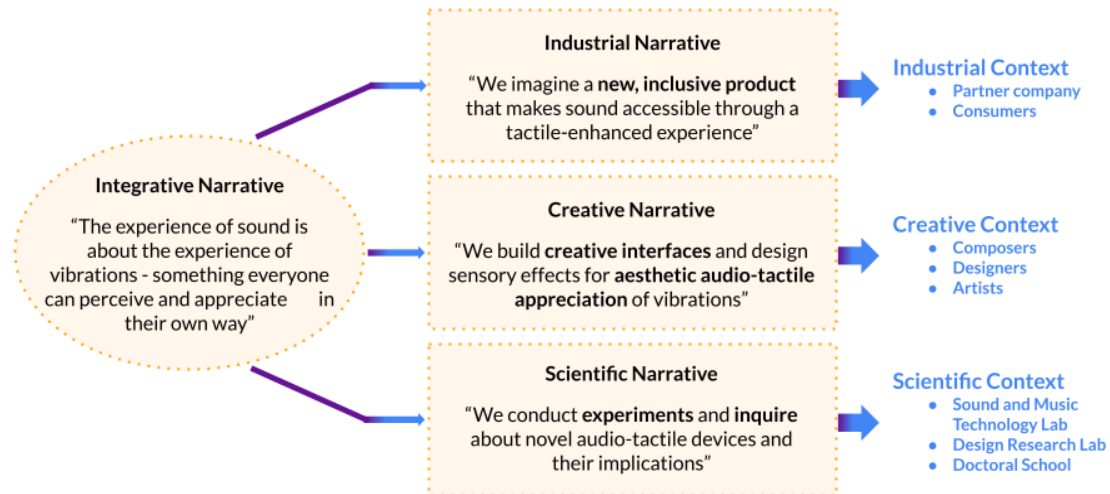 Integrative Narrative
“The experience of sound is
about the experience of
vibrations - something everyone
can perceive and appreciate in
their own way”
Industrial Narrative
“We imagine a new, inclusive product
that makes sound accessible through a
tactile-enhanced experience”
Industrial Context
● Partner company
● Consumers
Creative Narrative
“We build creative interfaces and design
sensory effects for aesthetic audio-tactile
appreciation of vibrations”
Creative Context
● Composers
● Designers
● Artists
Scientific Narrative
“We conduct experiments and inquire
about novel audio-tactile devices and
their implications”
Scientific Context
● Sound and Music
Technology Lab
● Design Research Lab
● Doctoral School